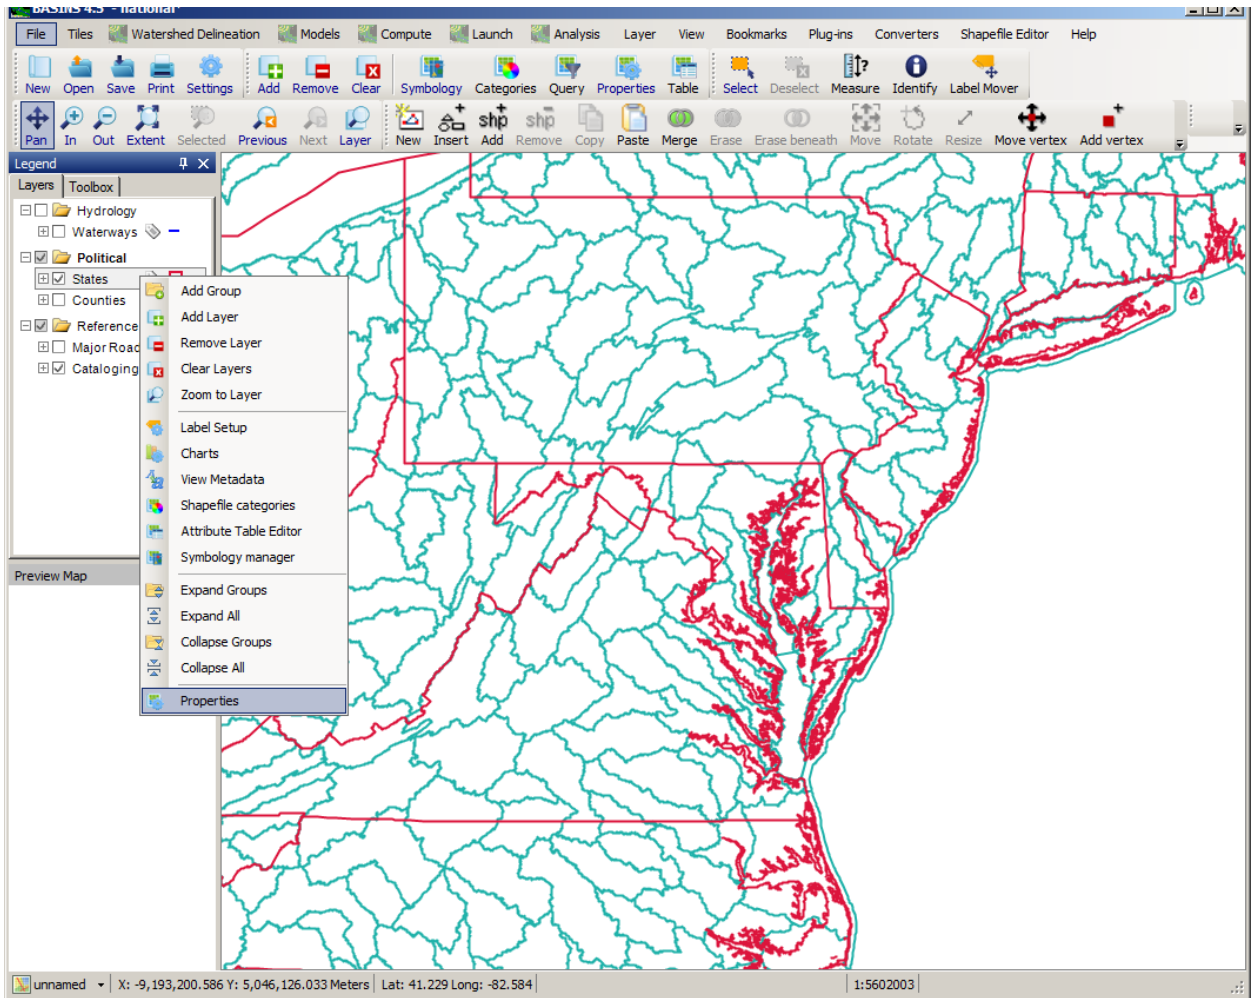 BASINS 4.5 - national*
File Tiles Watershed Delineation Models Compute Launch Analysis Layer View Bookmarks Plug-ins Converters Shapefile Editor Help
New Open Save Print Settings Add Remove Clear Symbology Categories Query Properties Table Select Deselect Measure Identify Label Mover
shp shp
Pan In Out Extent Selected Previous Next Layer New Insert Add Remove Copy Paste Merge Erase Erase beneath Move Rotate Resize Move vertex Add vertex
Legend
Layers Toolbox
Hydrology
Waterways
Political
States
Counties
Reference
Major Road
Cataloging
Add Group
Add Layer
Remove Layer
Clear Layers
Zoom to Layer
Label Setup
Charts
View Metadata
Shapefile categories
Attribute Table Editor
Symbology manager
Expand Groups
Expand All
Collapse Groups
Collapse All
Properties
Preview Map
unnamed X: -9,193,200.586 Y: 5,046,126.033 Meters Lat: 41.229 Long: -82.584 1:5602003